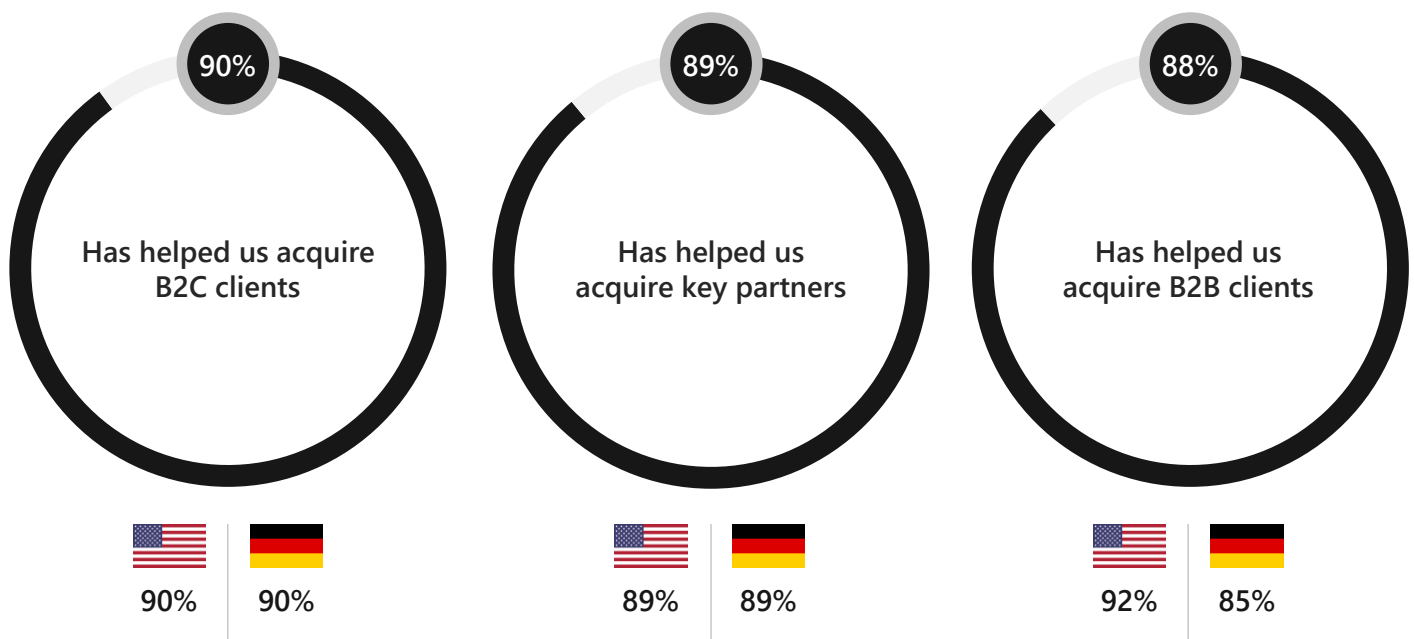 90%
Has helped us acquire
B2C clients
90%
90%
89%
Has helped us
acquire key partners
89%
89%
88%
Has helped us
acquire B2B clients
92%
85%